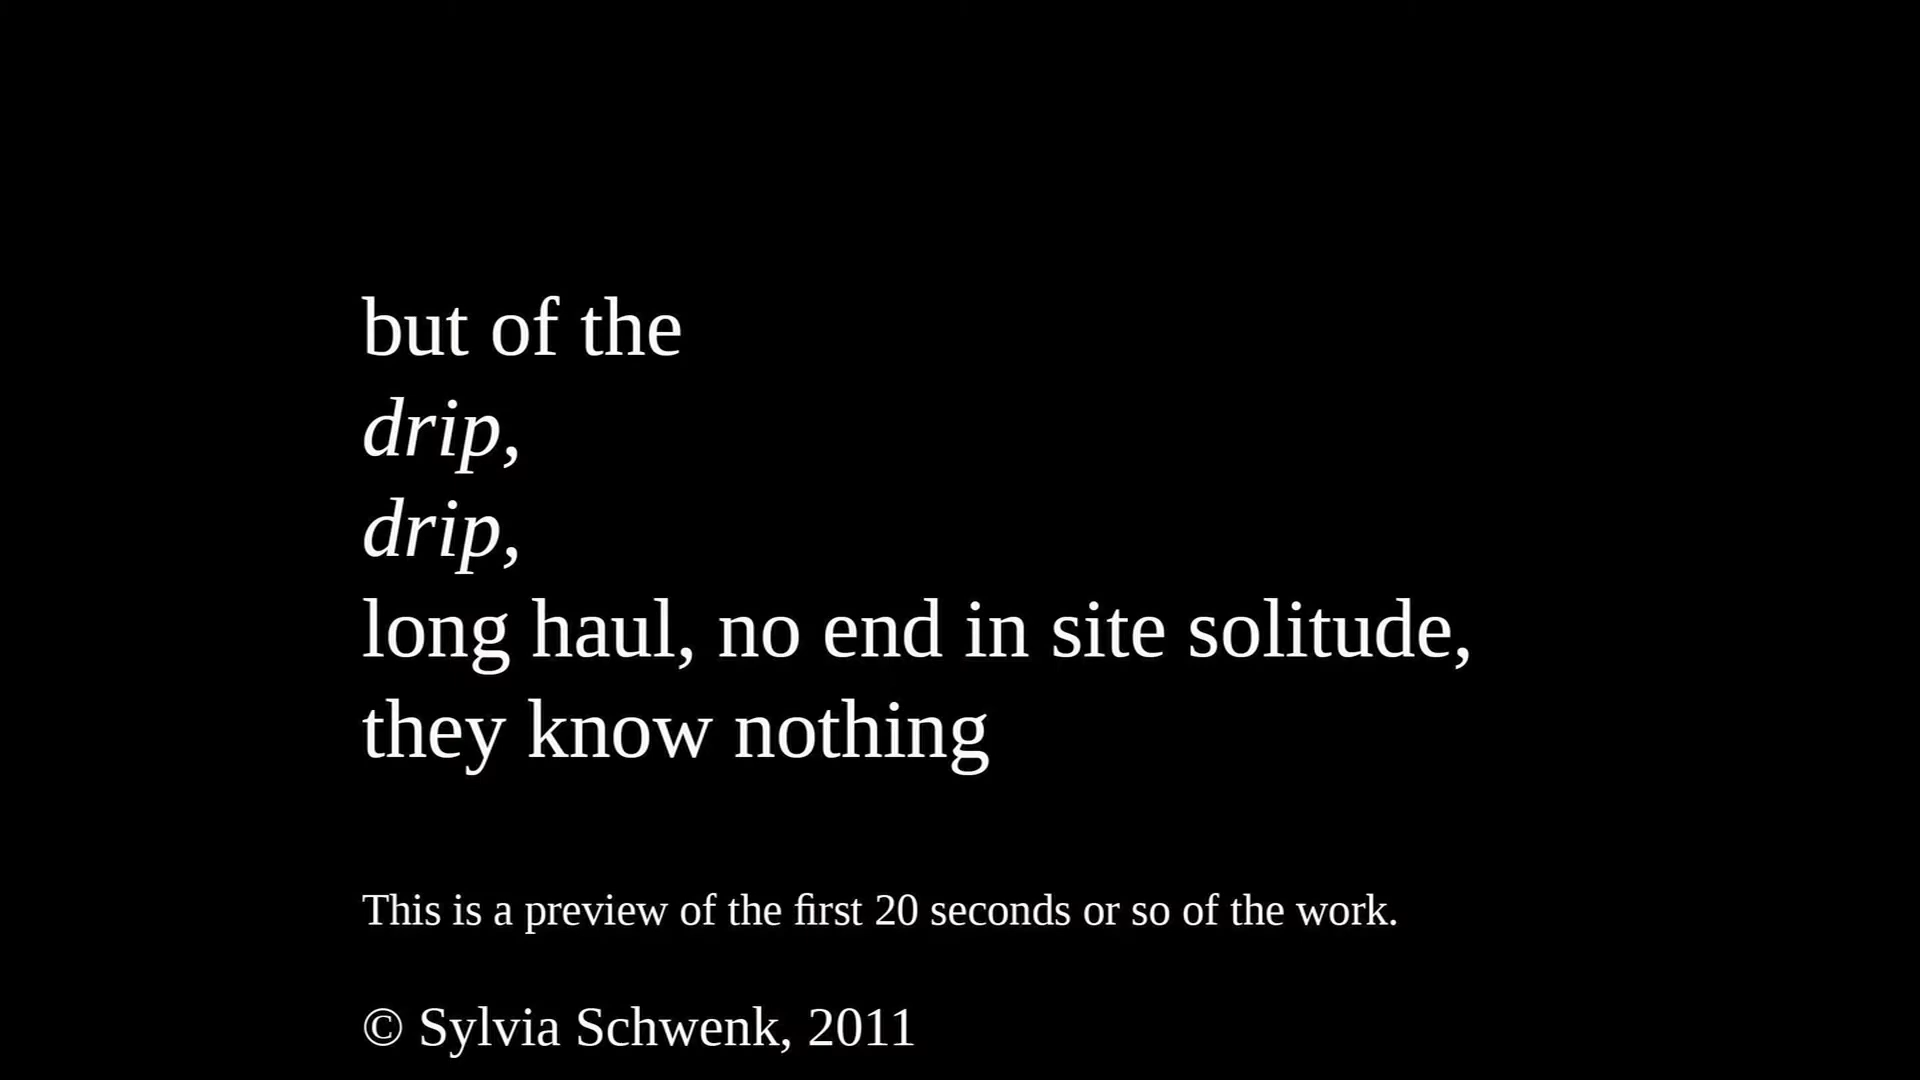 but of the
drip,
drip,
long haul, no end in site solitude,
they know nothing
This is a preview of the first 20 seconds or so of the work.
© Sylvia Schwenk, 2011